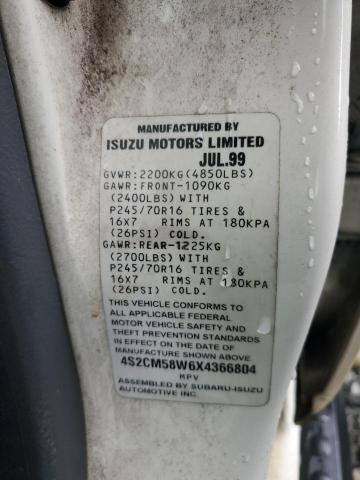 MANUFACTURED BY
ISUZU MOTORS LIMITED
JUL.99
GVWR:2200KG(4850LBS)
GAWR:FRONT-1090KG
(2400LBS) WITH
P245/70R16 TIRES &
16X7 RIMS AT 180KPA
(26PSI) COLD.
GAWR:REAR-1225KG
(2700LBS) WITH
P245/70R16 TIRES &
16X7 RIMS AT 180KPA
(26PSI) COLD.
THIS VEHICLE CONFORMS TO
ALL APPLICABLE FEDERAL
MOTOR VEHICLE SAFETY AND
THEFT PREVENTION STANDARDS
IN EFFECT ON THE DATE OF
MANUFACTURE SHOWN ABOVE.
4S2CM58W6X4366804
MPV
ASSEMBLED BY SUBARU-ISUZU
AUTOMOTIVE INC.